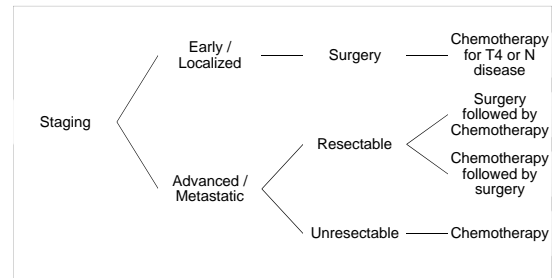 Early /
Localized
Surgery
Chemotherapy
for T4 or N
disease
Staging
Surgery
followed by
Chemotherapy
Resectable
Chemotherapy
followed by
surgery
Advanced /
Metastatic
Unresectable
Chemotherapy